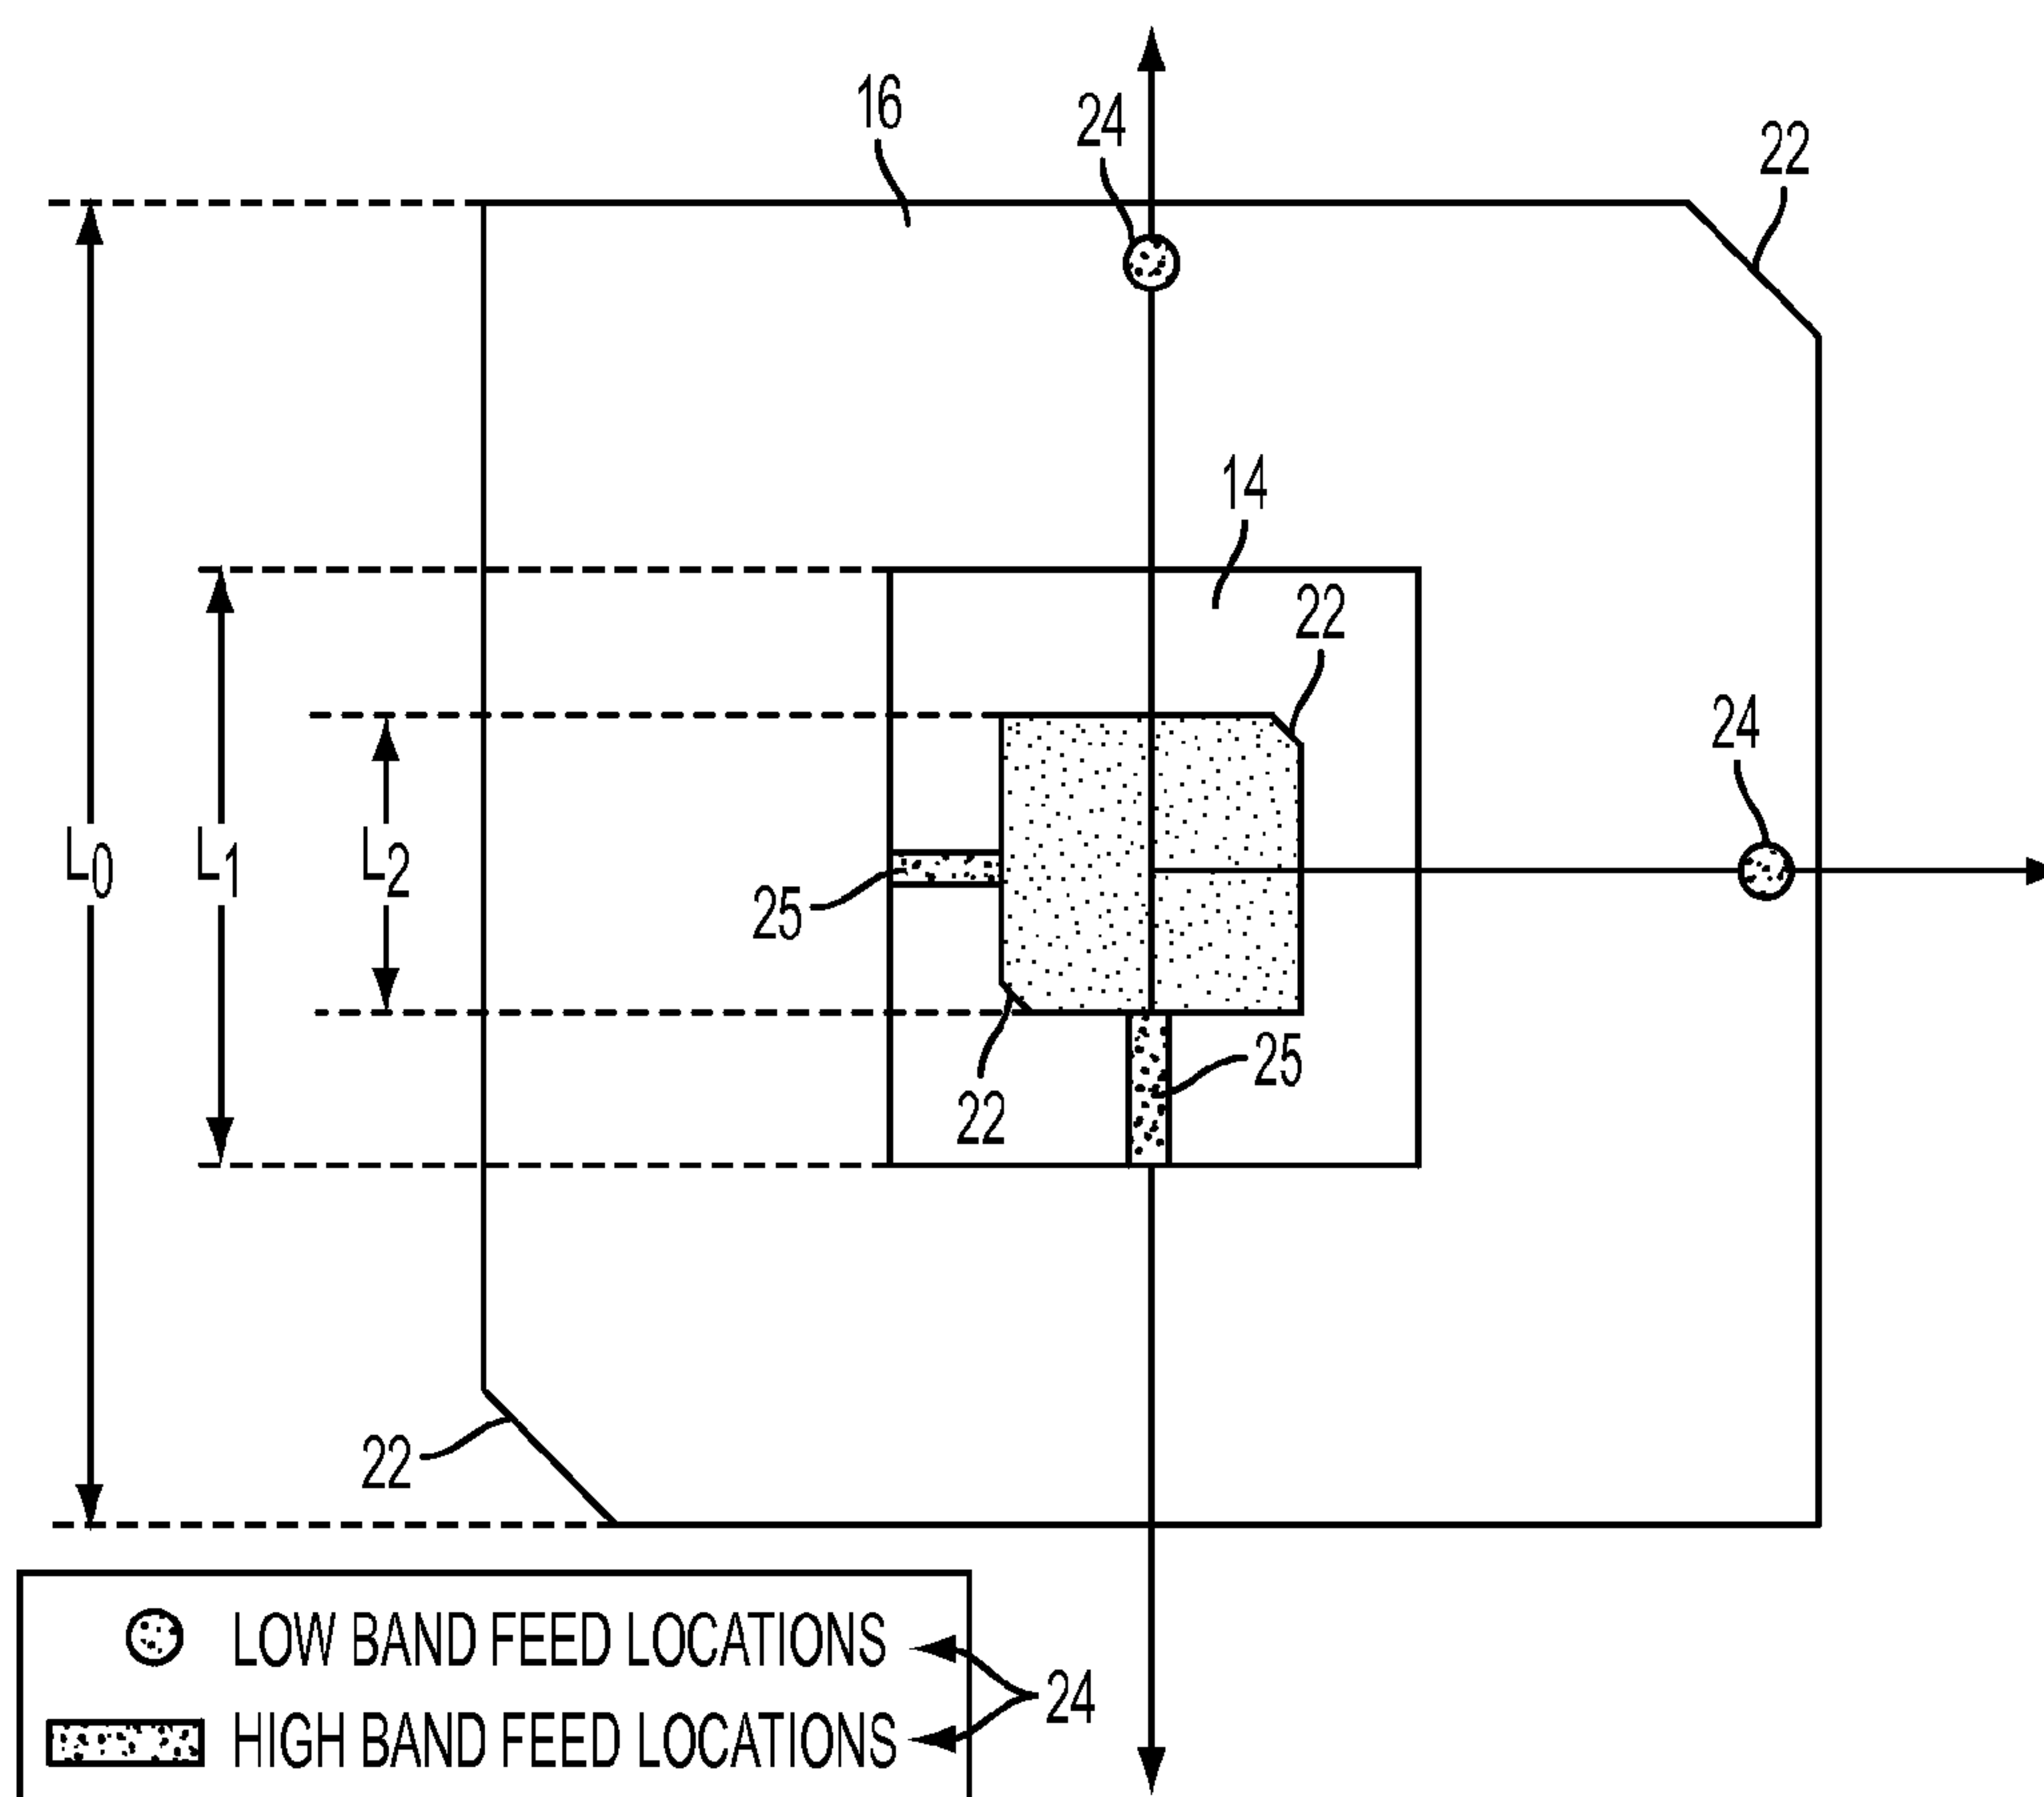 16
24
22
14
22
24
L0
L1
L2
25
25
22
22
LOW BAND FEED LOCATIONS
24
HIGH BAND FEED LOCATIONS